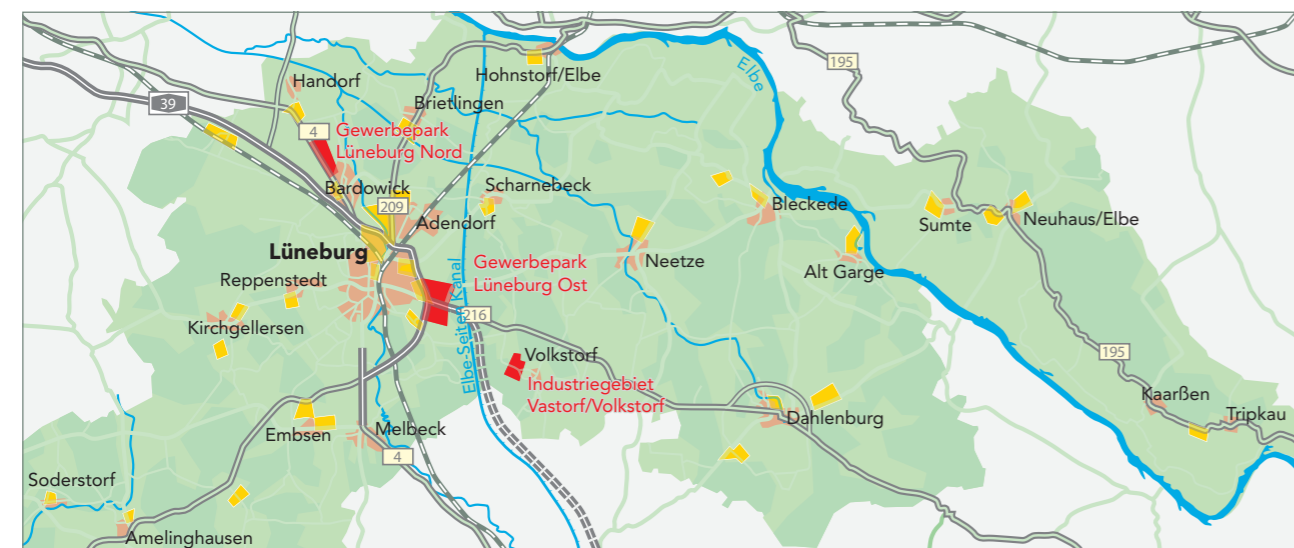 195
Elbe
Hohnstorf/Elbe
Handorf
39
Brietlingen
4
Gewerbepark
Lüneburg Nord
Bardowick
Scharnebeck
209
Adendorf
Bleckede
Sumte
Neuhaus/Elbe
Lüneburg
Gewerbepark
Lüneburg Ost
Neetze
Alt Garge
Reppenstedt
216
Kirchgellersen
Elbe-Seiten Kanal
Volkstorf
195
Industriegebiet
Vastorf/Volkstorf
Kaarßen
Tripkau
Dahlenburg
Embsen
Melbeck
4
Soderstorf
Amelinghausen